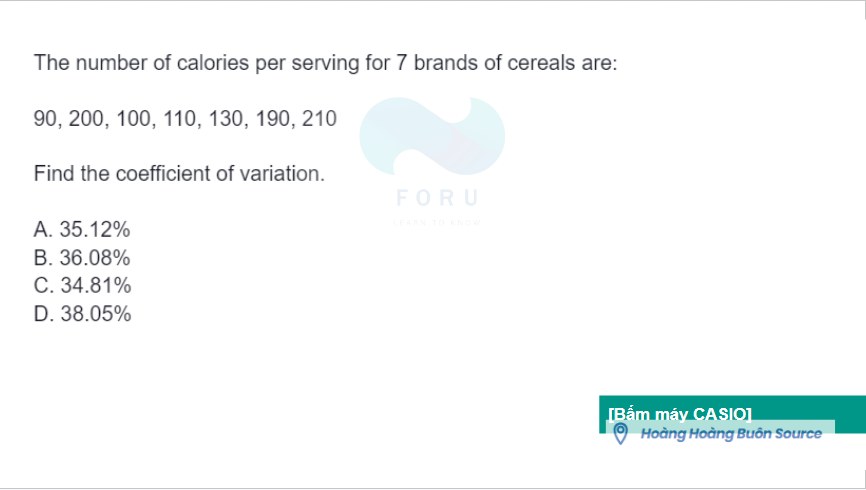 The number of calories per serving for 7 brands of cereals are:
90, 200, 100, 110, 130, 190, 210
Find the coefficient of variation.
FORU
A. 35.12%
B. 36.08%
C. 34.81%
D. 38.05%
[Bấm máy CASIO]
Hoàng Hoàng Buôn Source